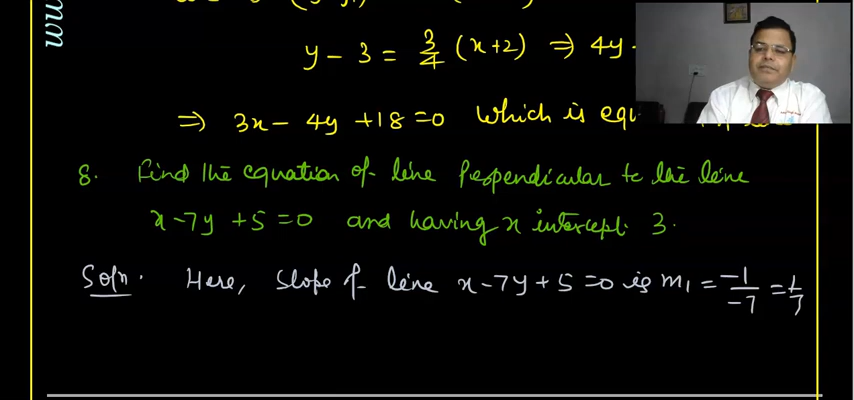 y - 3 = 3/4 (x+2) ⇒ 4y -
⇒ 3x - 4y + 18 = 0 which is equ
8. Find the equation of line perpendicular to the line
x - 7y + 5 = 0 and having x intercept 3.
Soln. Here, slope of line x - 7y + 5 = 0 is m₁ = -1/-7 = 1/7